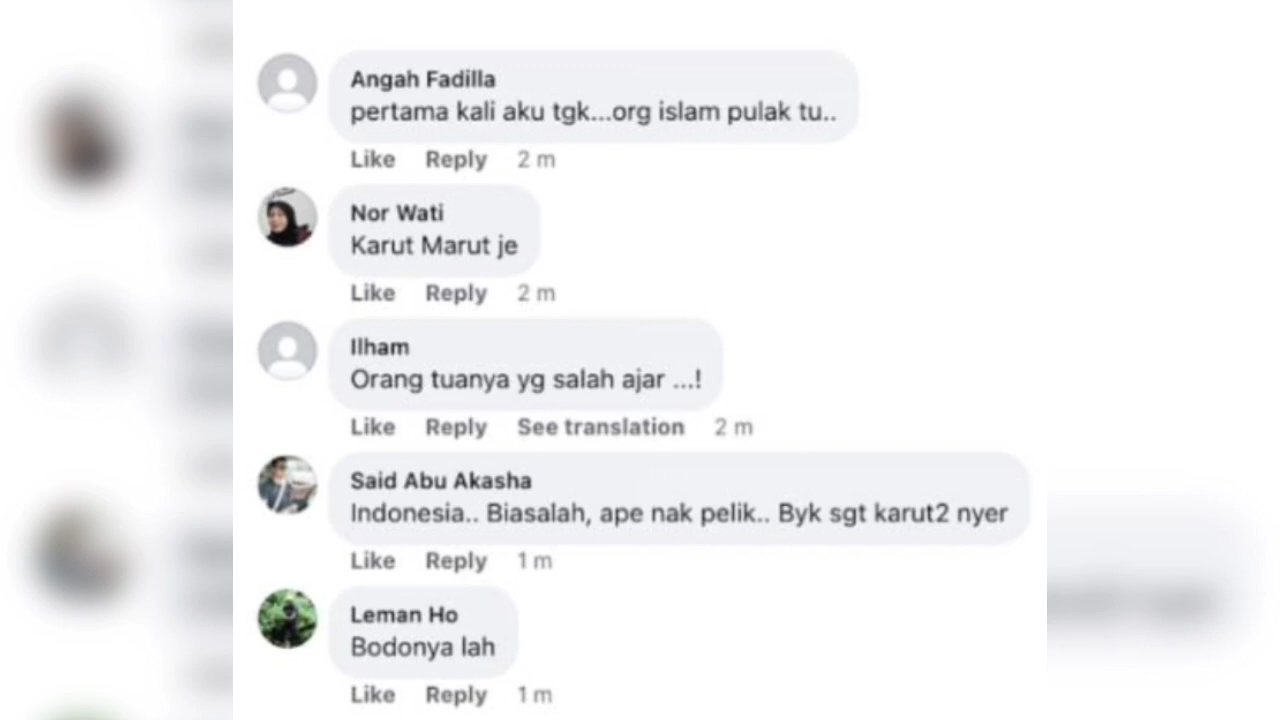 Angah Fadilla
pertama kali aku tgk...org islam pulak tu..
Like Reply 2 m
Nor Wati
Karut Marut je
Like Reply 2 m
Ilham
Orang tuanya yg salah ajar ...!
Like Reply See translation 2 m
Said Abu Akasha
Indonesia.. Biasalah, ape nak pelik.. Byk sgt karut2 nyer
Like Reply 1 m
Leman Ho
Bodonya lah
Like Reply 1 m